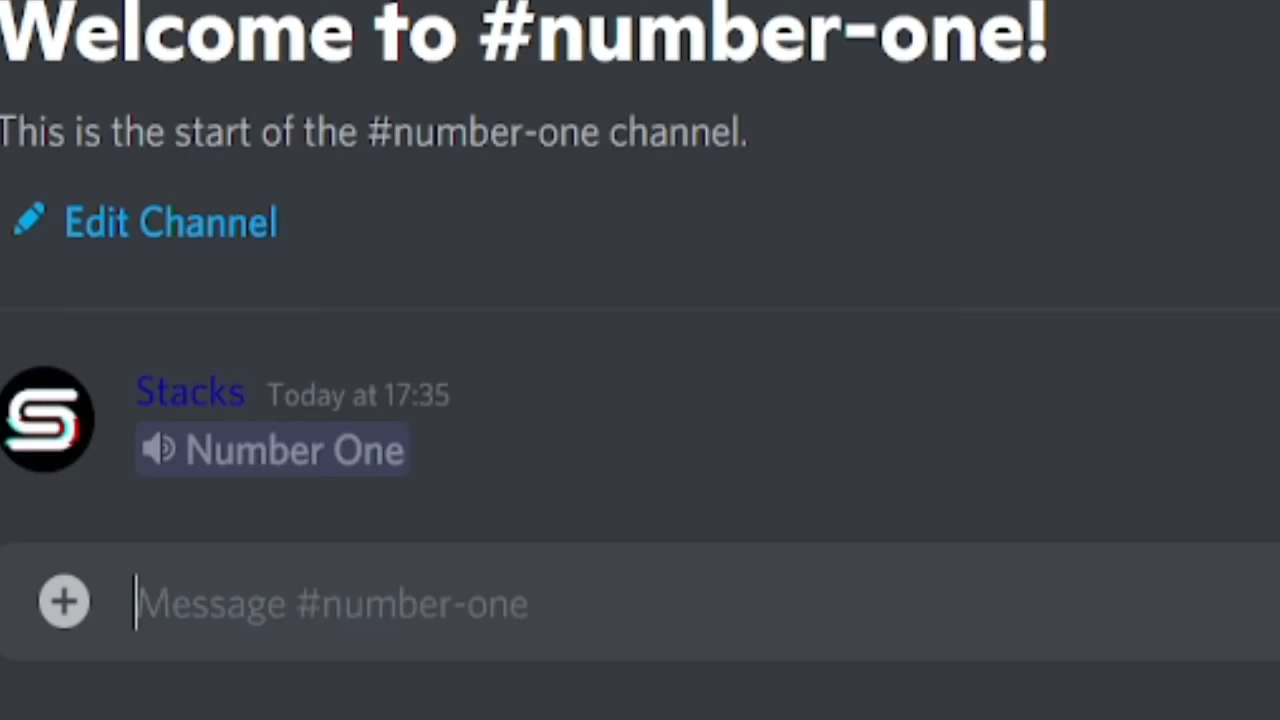 Welcome to #number-one!
This is the start of the #number-one channel.
Edit Channel
Stacks Today at 17:35
Number One
Message #number-one